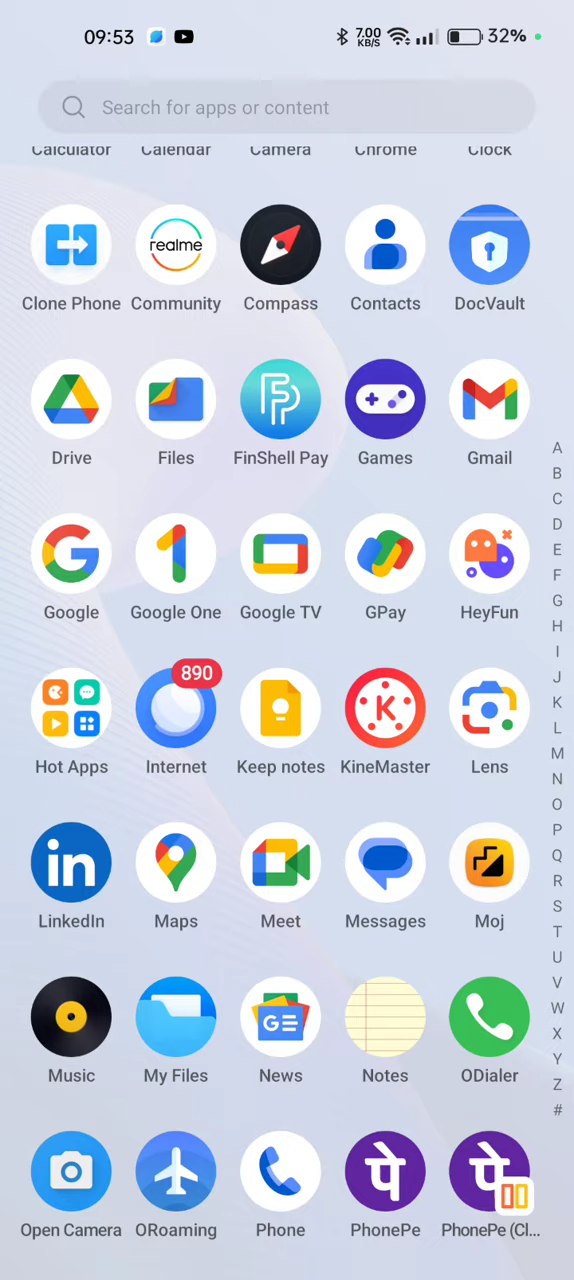 09:53
7.00
KB/S
32%
Search for apps or content
Calculator Calendar Camera Chrome Clock
realme
Clone Phone Community Compass Contacts DocVault
Drive Files FinShell Pay Games Gmail
Google Google One Google TV GPay HeyFun
890
K
Hot Apps Internet Keep notes KineMaster Lens
in
LinkedIn Maps Meet Messages Moj
GE
Music My Files News Notes ODialer
पे पे
Open Camera ORoaming Phone PhonePe PhonePe (Cl...
A
B
C
D
E
F
G
H
I
J
K
L
M
N
O
P
Q
R
S
T
U
V
W
X
Y
Z
#